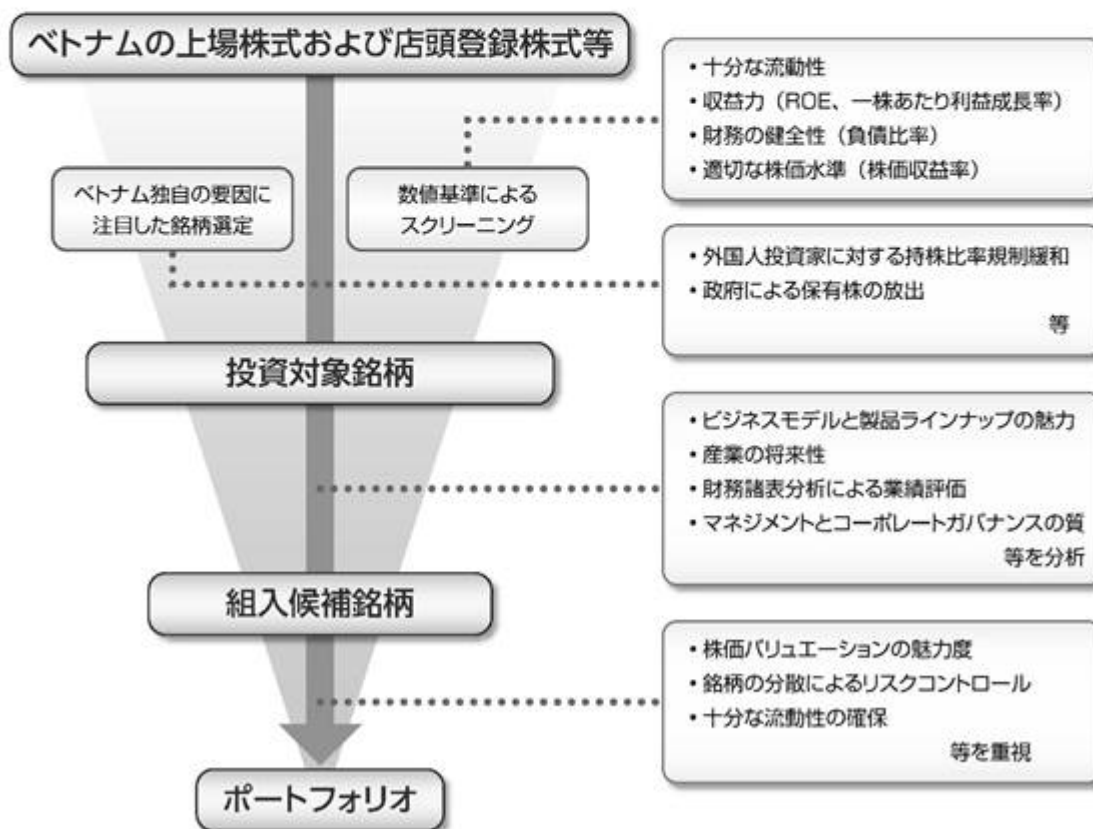 ベトナムの上場株式および店頭登録株式等
・十分な流動性
・収益力（ROE、一株あたり利益成長率）
・財務の健全性（負債比率）
・適切な株価水準（株価収益率）
ベトナム独自の要因に
注目した銘柄選定
数値基準による
スクリーニング
・外国人投資家に対する持株比率規制緩和
・政府による保有株の放出
等
投資対象銘柄
・ビジネスモデルと製品ラインナップの魅力
・産業の将来性
・財務諸表分析による業績評価
・マネジメントとコーポレートガバナンスの質
等を分析
組入候補銘柄
・株価バリュエーションの魅力度
・銘柄の分散によるリスクコントロール
・十分な流動性の確保
等を重視
ポートフォリオ